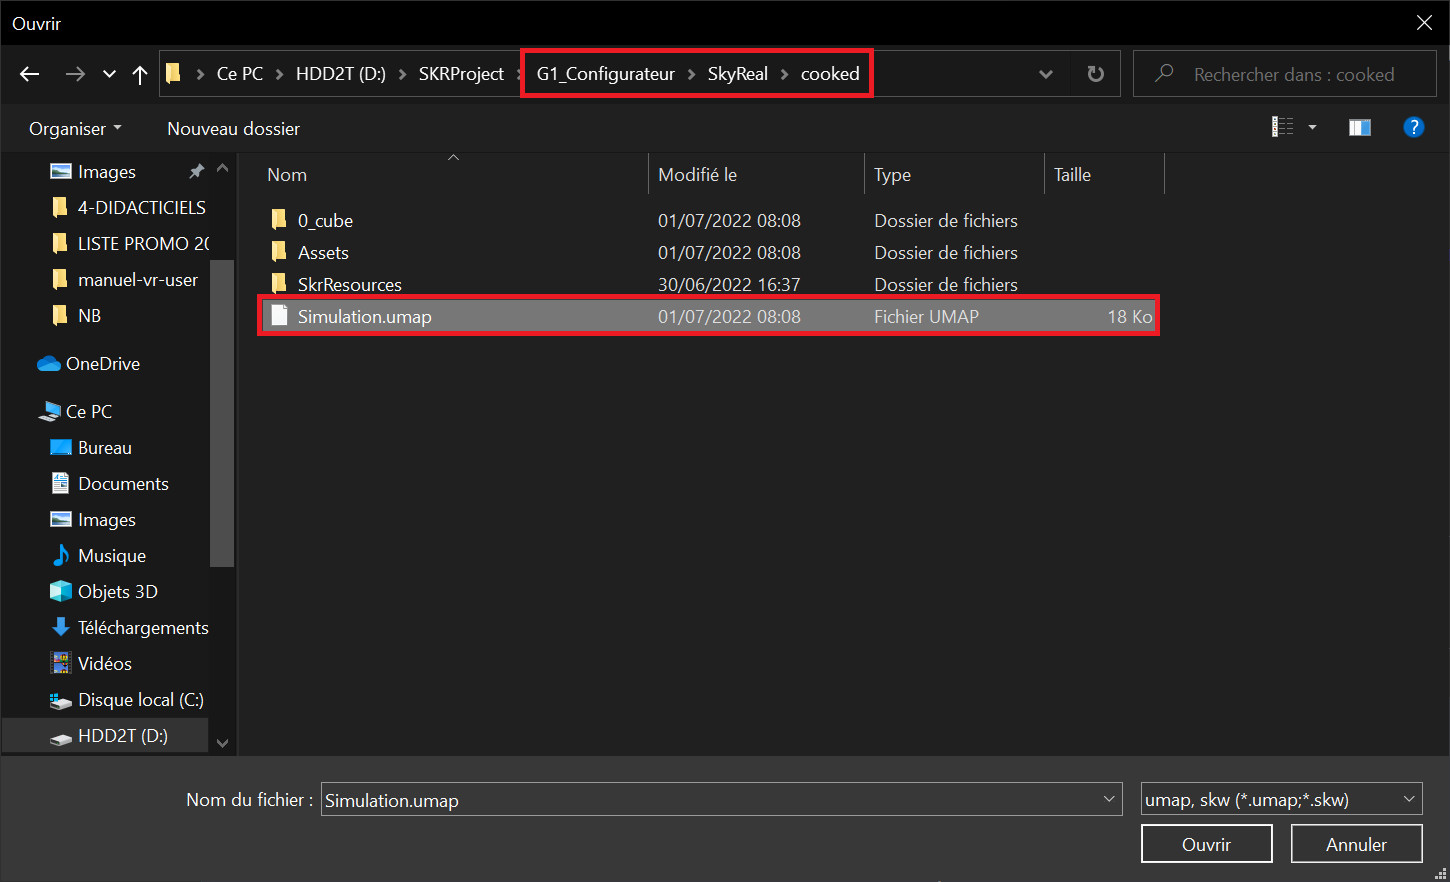 Ouvrir
Ce PC HDD2T (D:) SKRProject G1_Configurateur SkyReal cooked
Rechercher dans : cooked
Organiser Nouveau dossier
?
Images
4-DIDACTICIELS
LISTE PROMO 20
manuel-vr-user
NB
OneDrive
Ce PC
Bureau
Documents
Images
Musique
Objets 3D
Téléchargements
Vidéos
Disque local (C:)
HDD2T (D:)
Nom Modifié le Type Taille
0_cube 01/07/2022 08:08 Dossier de fichiers
Assets 01/07/2022 08:08 Dossier de fichiers
SkrResources 30/06/2022 16:37 Dossier de fichiers
Simulation.umap 01/07/2022 08:08 Fichier UMAP 18 Ko
Nom du fichier : Simulation.umap umap, skw (*.umap;*.skw)
Ouvrir Annuler